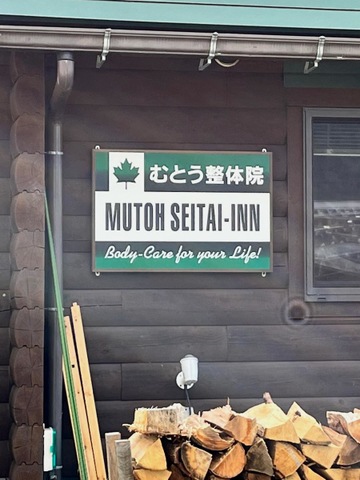 むとう整体院
MUTOH SEITAI-INN
Body-Care for your Life!